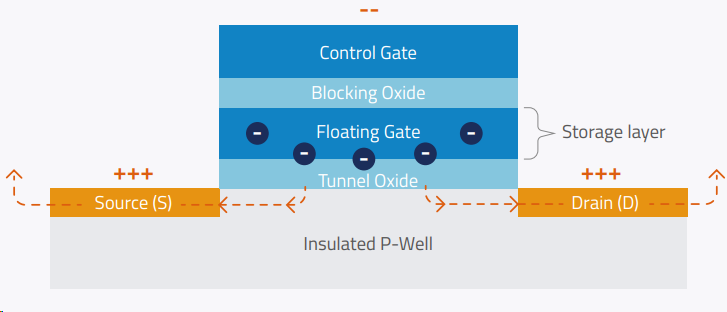 --
Control Gate
Blocking Oxide
- Floating Gate -
Storage layer
- - -
+++
+++
Tunnel Oxide
Source (S)
Drain (D)
Insulated P-Well